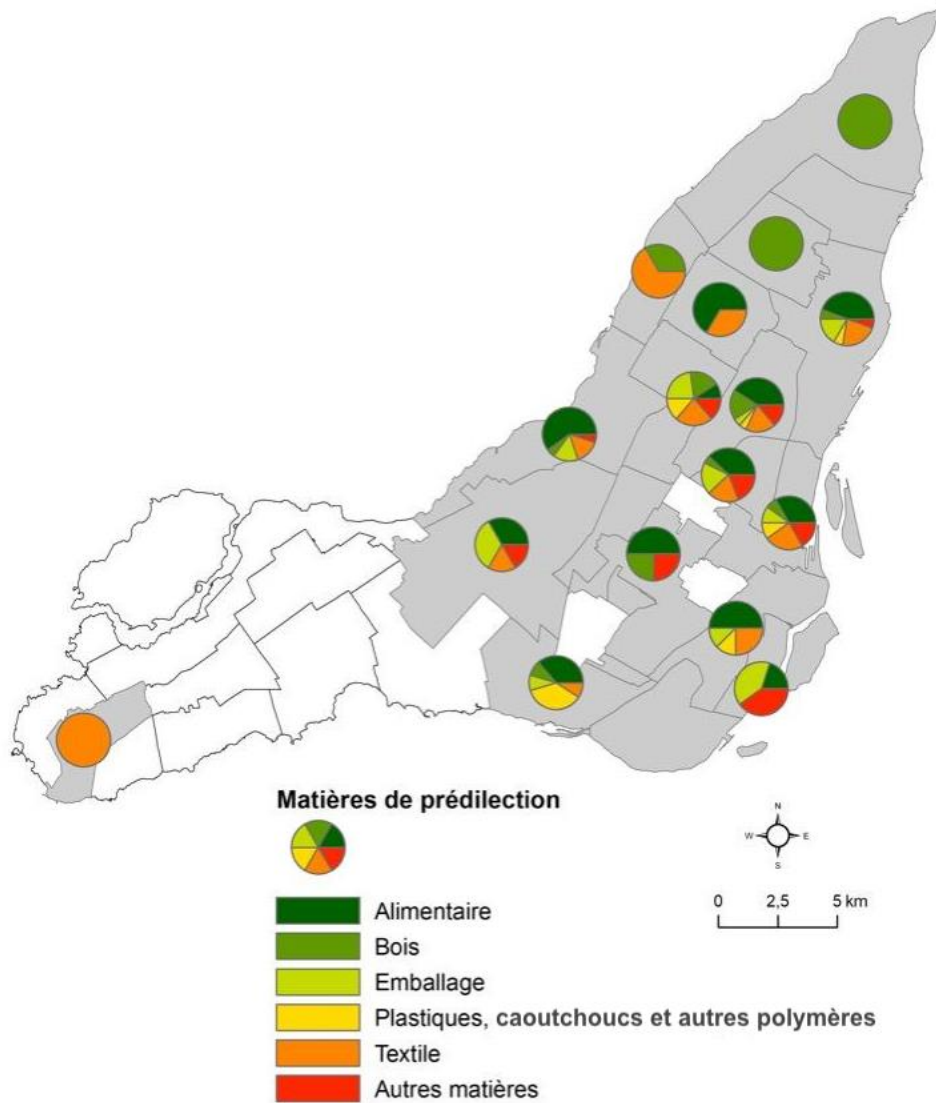 Matières de prédilection
N
W E
S
Alimentaire
Bois
Emballage
Plastiques, caoutchoucs et autres polymères
Textile
Autres matières
0 2,5 5 km